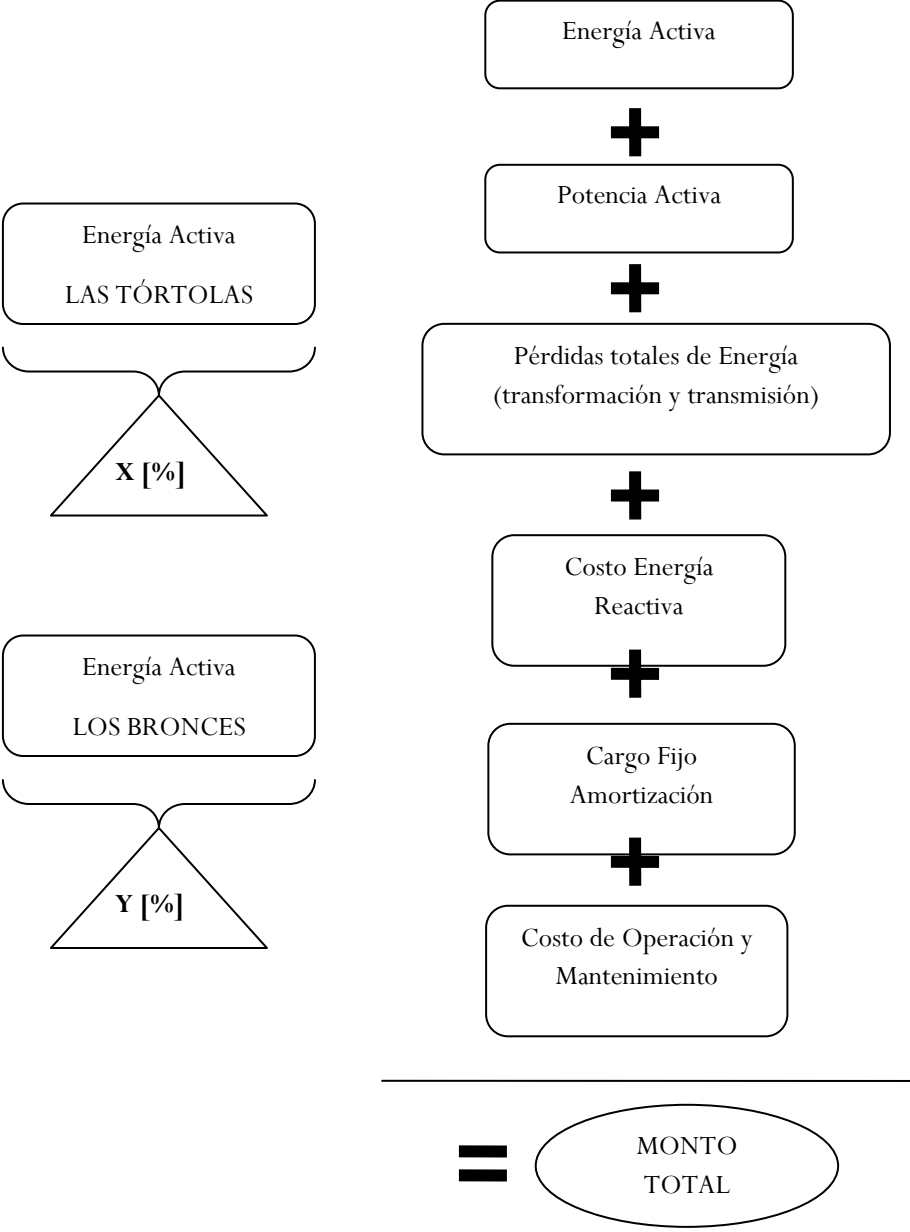 Energía Activa
Potencia Activa
Energía Activa
LAS TÓRTOLAS
X [%]
Pérdidas totales de Energía
(transformación y transmisión)
Costo Energía
Reactiva
Energía Activa
LOS BRONCES
Y [%]
Cargo Fijo
Amortización
Costo de Operación y
Mantenimiento
MONTO
TOTAL